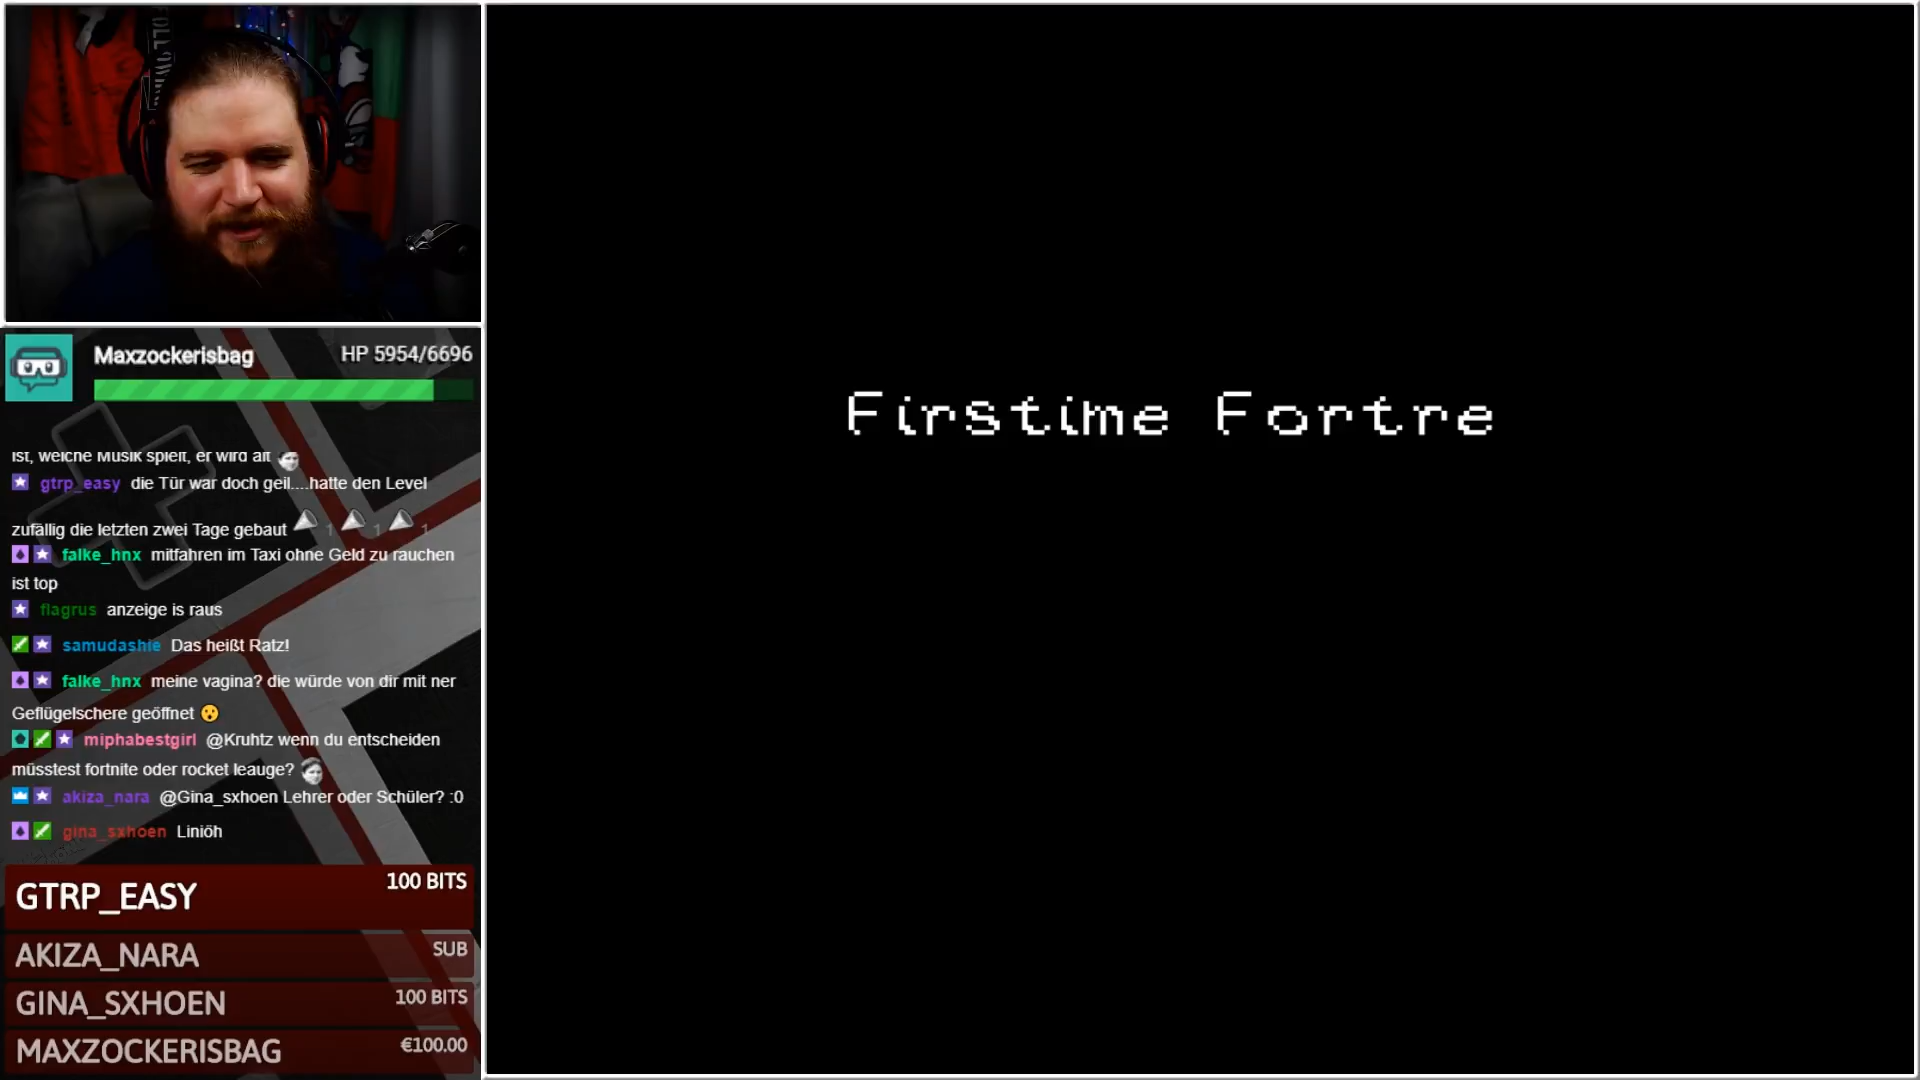 FOLLOW
Maxzockerisbag HP 5954/6696
ist, welche Musik spielt, er wird alt
gtrp_easy die Tür war doch geil....hatte den Level
zufällig die letzten zwei Tage gebaut 1 1 1
falke_hnx mitfahren im Taxi ohne Geld zu rauchen
ist top
flagrus anzeige is raus
samudashie Das heißt Ratz!
falke_hnx meine vagina? die würde von dir mit ner
Geflügelschere geöffnet
miphabestgirl @Kruhtz wenn du entscheiden
müsstest fortnite oder rocket leauge?
akiza_nara @Gina_sxhoen Lehrer oder Schüler? :0
gina_sxhoen Liniöh
GTRP_EASY 100 BITS
AKIZA_NARA SUB
GINA_SXHOEN 100 BITS
MAXZOCKERISBAG €100.00
Firstime Fortre